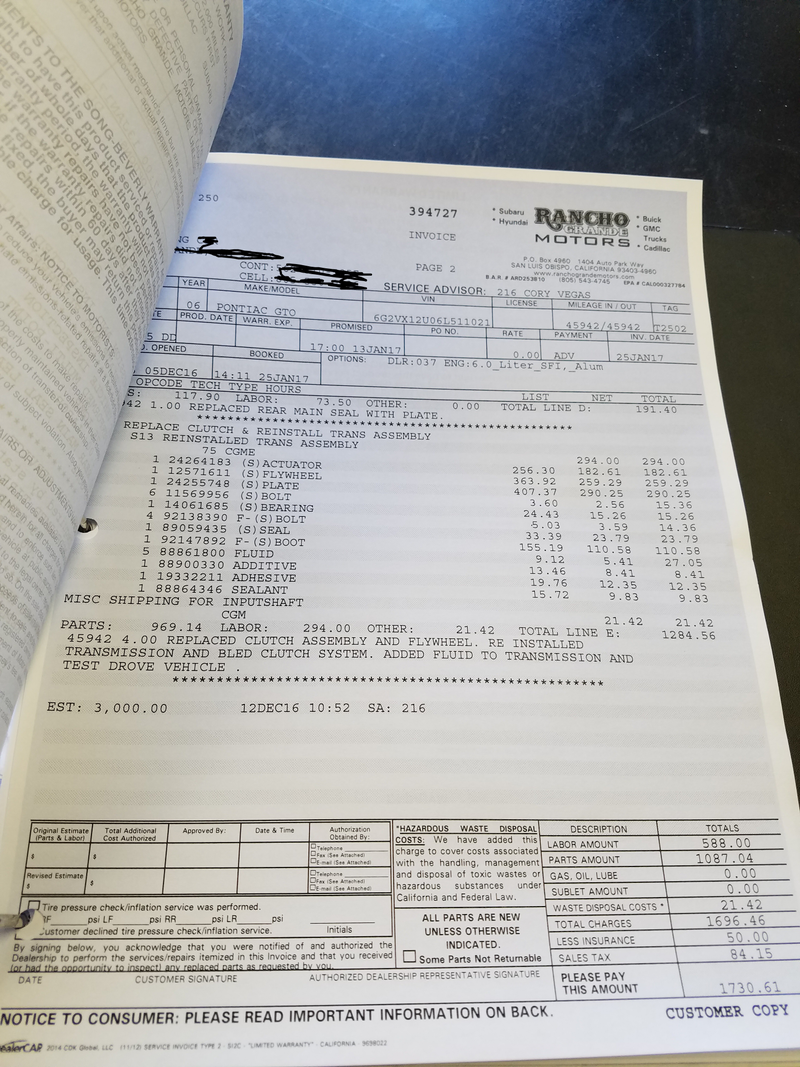 250
394727
INVOICE
PAGE 2
* Subaru
* Hyundai
RANCHO
GRANDE
MOTORS
* Buick
* GMC
Trucks
* Cadillac
P.O. Box 4960 1404 Auto Park Way
SAN LUIS OBISPO, CALIFORNIA 93403-4960
www.ranchograndemotors.com
B.A.R. # ARD253810 (805) 543-4745 EPA # CAL000327784
CONT:
CELL:
SERVICE ADVISOR: 216 CORY VEGAS
YEAR MAKE/MODEL VIN LICENSE MILEAGE IN / OUT TAG
06 PONTIAC GTO 6G2VX12U06L511021 45942/45942 T2502
PROD. DATE WARR. EXP. PROMISED PO NO. RATE PAYMENT INV. DATE
DD 17:00 13JAN17 0.00 ADV 25JAN17
OPENED BOOKED OPTIONS: DLR:037 ENG:6.0_Liter_SFI,_Alum
05DEC16 14:11 25JAN17
OPCODE TECH TYPE HOURS LIST NET TOTAL
S: 117.90 LABOR: 73.50 OTHER: 0.00 TOTAL LINE D: 191.40
942 1.00 REPLACED REAR MAIN SEAL WITH PLATE.
REPLACE CLUTCH & REINSTALL TRANS ASSEMBLY
S13 REINSTALLED TRANS ASSEMBLY
75 CGME 294.00 294.00
1 24264183 (S)ACTUATOR 256.30 182.61 182.61
1 12571611 (S)FLYWHEEL 363.92 259.29 259.29
1 24255748 (S)PLATE 407.37 290.25 290.25
6 11569956 (S)BOLT 3.60 2.56 15.36
1 14061685 (S)BEARING 24.43 15.26 15.26
4 92138390 F-(S)BOLT 5.03 3.59 14.36
1 89059435 (S)SEAL 33.39 23.79 23.79
1 92147892 F-(S)BOOT 155.19 110.58 110.58
5 88861800 FLUID 9.12 5.41 27.05
1 88900330 ADDITIVE 13.46 8.41 8.41
1 19332211 ADHESIVE 19.76 12.35 12.35
1 88864346 SEALANT 15.72 9.83 9.83
MISC SHIPPING FOR INPUTSHAFT
CGM 21.42 21.42
PARTS: 969.14 LABOR: 294.00 OTHER: 21.42 TOTAL LINE E: 1284.56
45942 4.00 REPLACED CLUTCH ASSEMBLY AND FLYWHEEL. RE INSTALLED
TRANSMISSION AND BLED CLUTCH SYSTEM. ADDED FLUID TO TRANSMISSION AND
TEST DROVE VEHICLE .
EST: 3,000.00 12DEC16 10:52 SA: 216
Original Estimate (Parts & Labor)
Total Additional Cost Authorized
Approved By:
Date & Time
Authorization Obtained By:
$ $
Telephone
Fax (See Attached)
E-mail (See Attached)
Revised Estimate
$ $
Telephone
Fax (See Attached)
E-mail (See Attached)
Tire pressure check/inflation service was performed.
psi LF psi RR psi LR psi
Customer declined tire pressure check/inflation service. Initials
By signing below, you acknowledge that you were notified of and authorized the
Dealership to perform the services/repairs itemized in this Invoice and that you received
(or had the opportunity to inspect) any replaced parts as requested by you.
DATE CUSTOMER SIGNATURE AUTHORIZED DEALERSHIP REPRESENTATIVE SIGNATURE
*HAZARDOUS WASTE DISPOSAL
COSTS: We have added this
charge to cover costs associated
with the handling, management
and disposal of toxic wastes or
hazardous substances under
California and Federal Law.
ALL PARTS ARE NEW
UNLESS OTHERWISE
INDICATED.
Some Parts Not Returnable
DESCRIPTION TOTALS
LABOR AMOUNT 588.00
PARTS AMOUNT 1087.04
GAS, OIL, LUBE 0.00
SUBLET AMOUNT 0.00
WASTE DISPOSAL COSTS * 21.42
TOTAL CHARGES 1696.46
LESS INSURANCE 50.00
SALES TAX 84.15
PLEASE PAY
THIS AMOUNT 1730.61
NOTICE TO CONSUMER: PLEASE READ IMPORTANT INFORMATION ON BACK.
CUSTOMER COPY
2014 CDK Global, LLC (11/12) SERVICE INVOICE TYPE 2 - SI2C - "LIMITED WARRANTY" - CALIFORNIA - 9698022